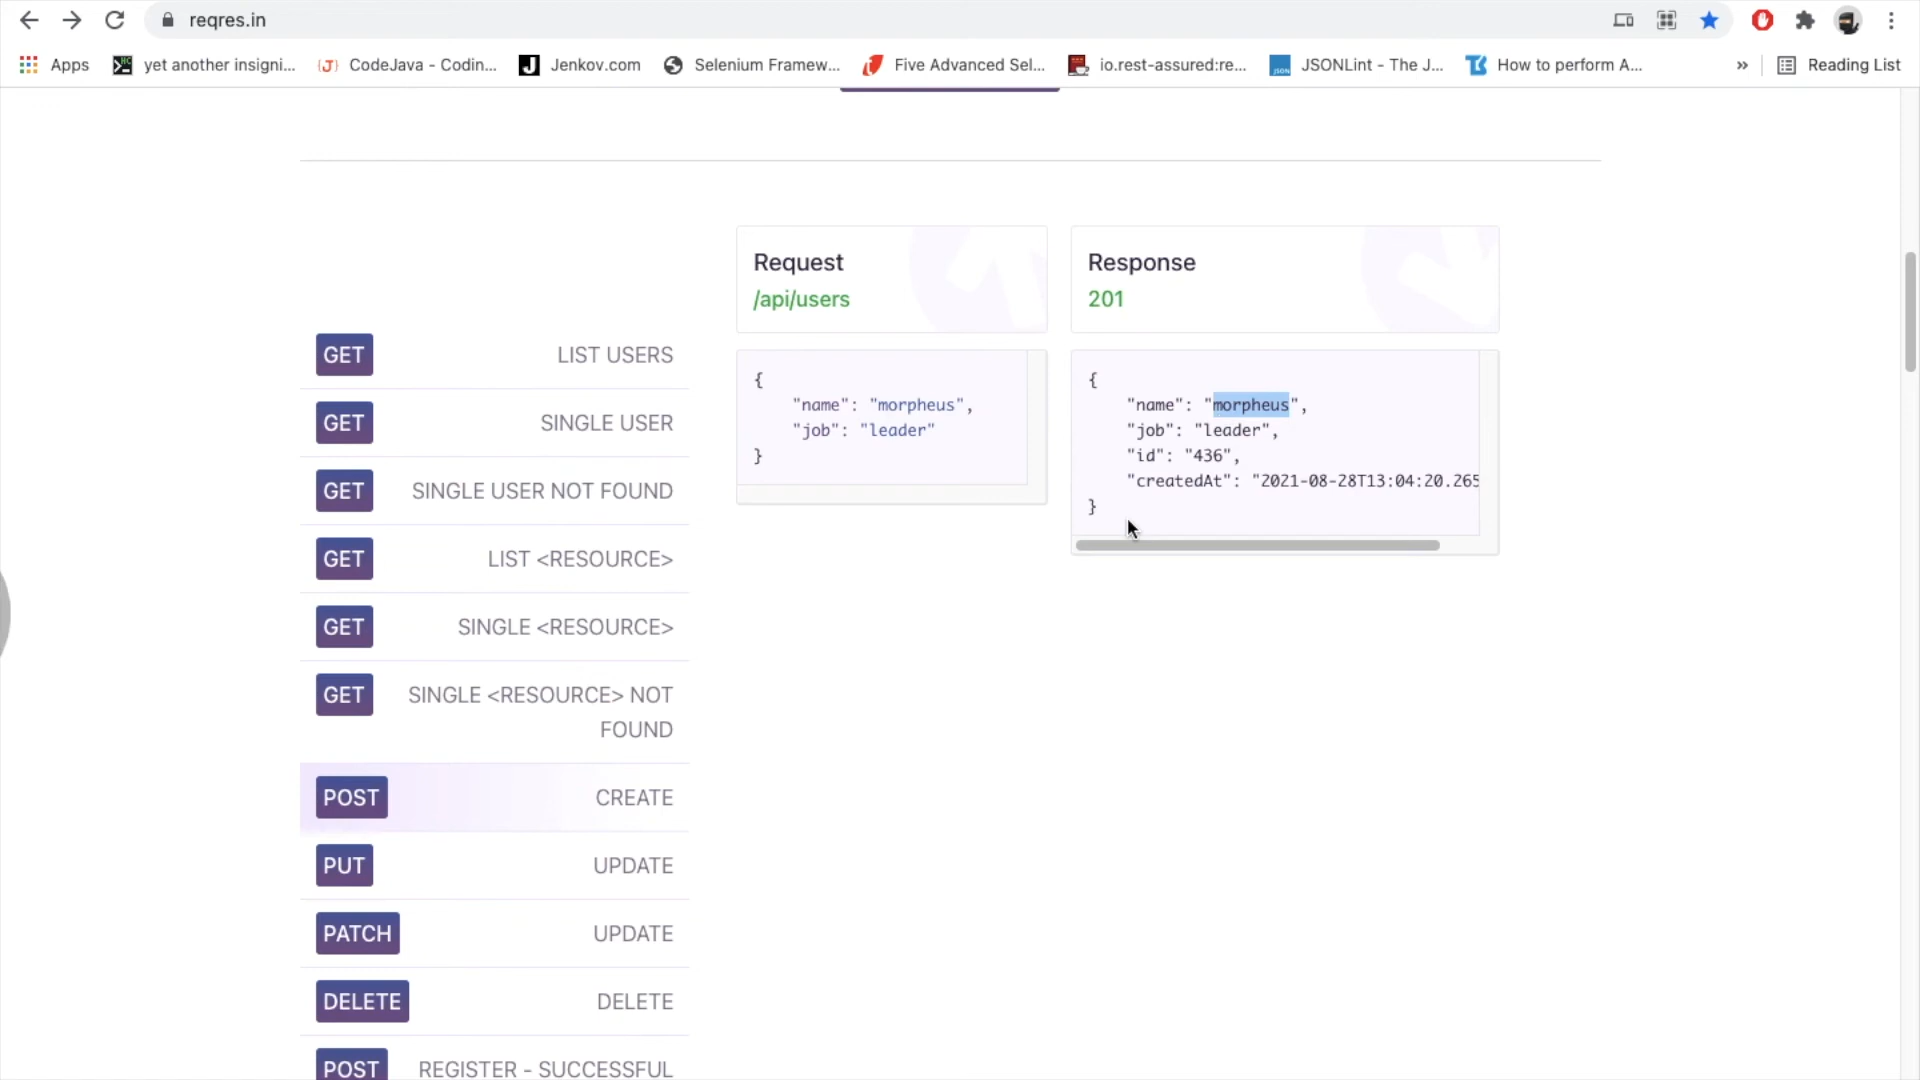 reqres.in
Apps
yet another insigni...
CodeJava - Codin...
Jenkov.com
Selenium Framew...
Five Advanced Sel...
io.rest-assured:re...
JSONLint - The J...
How to perform A...
»
Reading List
Request
/api/users
Response
201
{
"name": "morpheus",
"job": "leader"
}
{
"name": "morpheus",
"job": "leader",
"id": "436",
"createdAt": "2021-08-28T13:04:20.265
}
GET LIST USERS
GET SINGLE USER
GET SINGLE USER NOT FOUND
GET LIST <RESOURCE>
GET SINGLE <RESOURCE>
GET SINGLE <RESOURCE> NOT
FOUND
POST CREATE
PUT UPDATE
PATCH UPDATE
DELETE DELETE
POST REGISTER - SUCCESSFUL